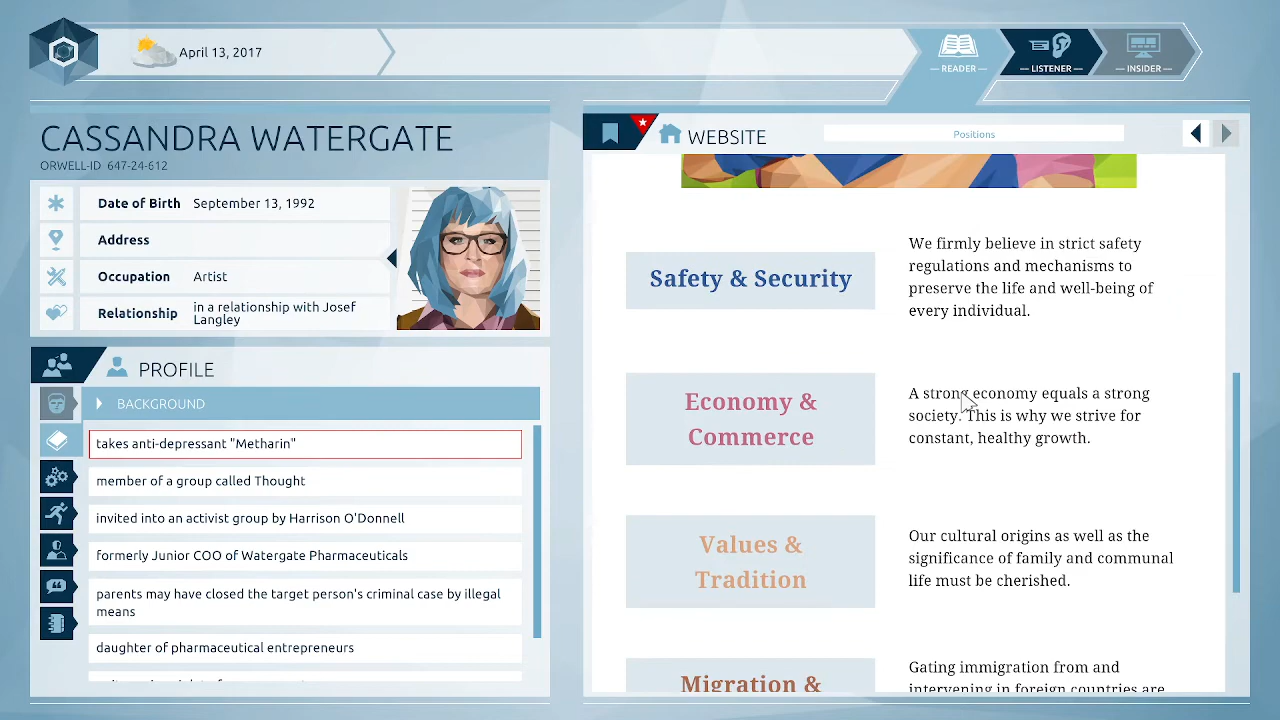 April 13, 2017
— READER —
— LISTENER —
— INSIDER —
CASSANDRA WATERGATE
ORWELL-ID 647-24-612
Date of Birth September 13, 1992
Address
Occupation Artist
Relationship in a relationship with Josef
Langley
PROFILE
BACKGROUND
takes anti-depressant "Metharin"
member of a group called Thought
invited into an activist group by Harrison O'Donnell
formerly Junior COO of Watergate Pharmaceuticals
parents may have closed the target person's criminal case by illegal
means
daughter of pharmaceutical entrepreneurs
WEBSITE
Positions
Safety & Security
We firmly believe in strict safety
regulations and mechanisms to
preserve the life and well-being of
every individual.
Economy &
Commerce
A strong economy equals a strong
society. This is why we strive for
constant, healthy growth.
Values &
Tradition
Our cultural origins as well as the
significance of family and communal
life must be cherished.
Migration &
Gating immigration from and
intervening in foreign countries are